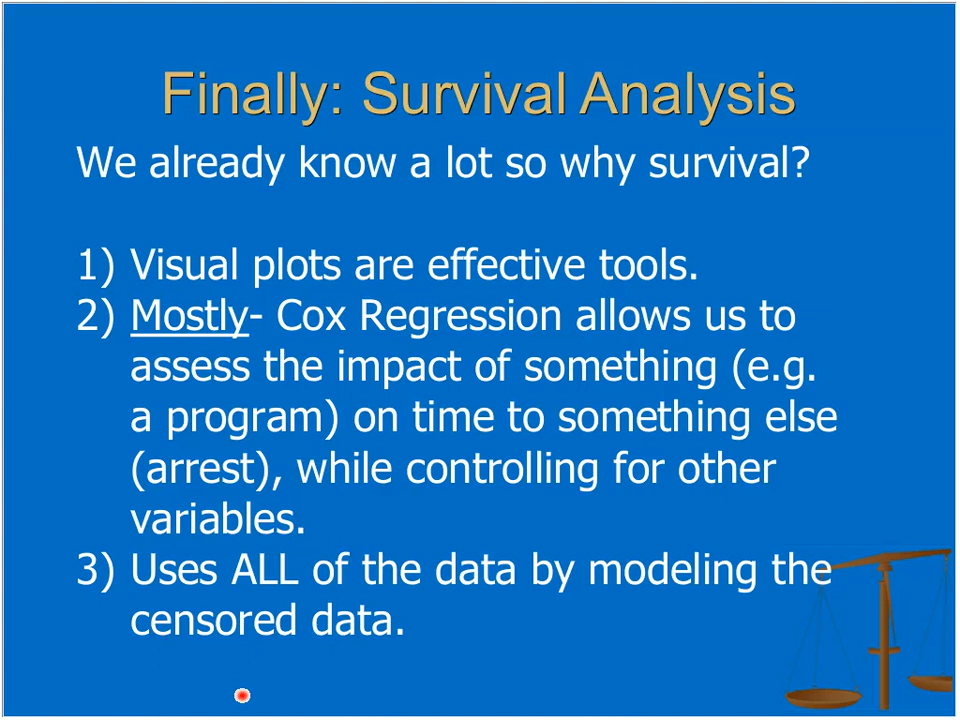 Finally: Survival Analysis
We already know a lot so why survival?
1) Visual plots are effective tools.
2) Mostly- Cox Regression allows us to
assess the impact of something (e.g.
a program) on time to something else
(arrest), while controlling for other
variables.
3) Uses ALL of the data by modeling the
censored data.